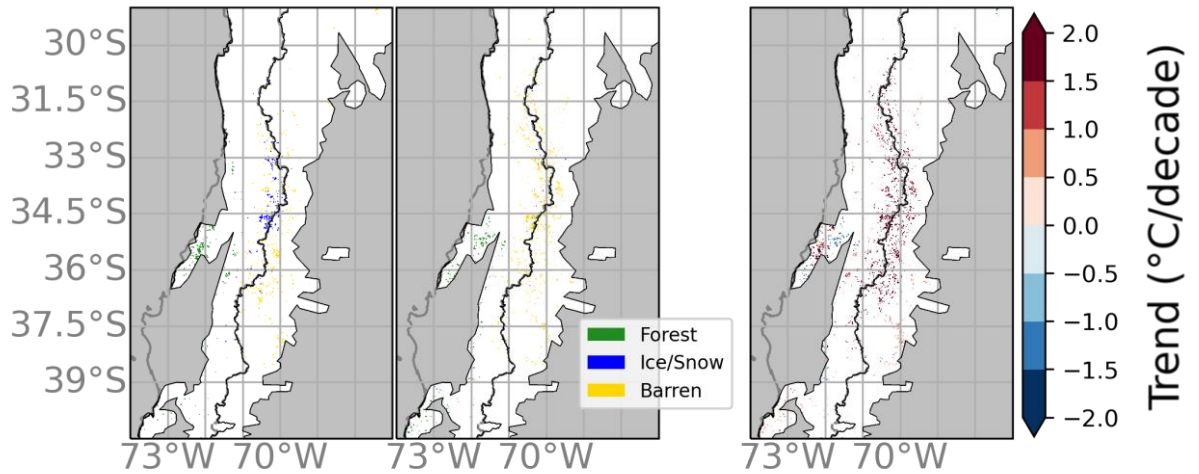 30°S
31.5°S
33°S
34.5°S
36°S
37.5°S
39°S
73°W 70°W
73°W 70°W
73°W 70°W
Forest
Ice/Snow
Barren
2.0
1.5
1.0
0.5
0.0
−0.5
−1.0
−1.5
−2.0
Trend (°C/decade)